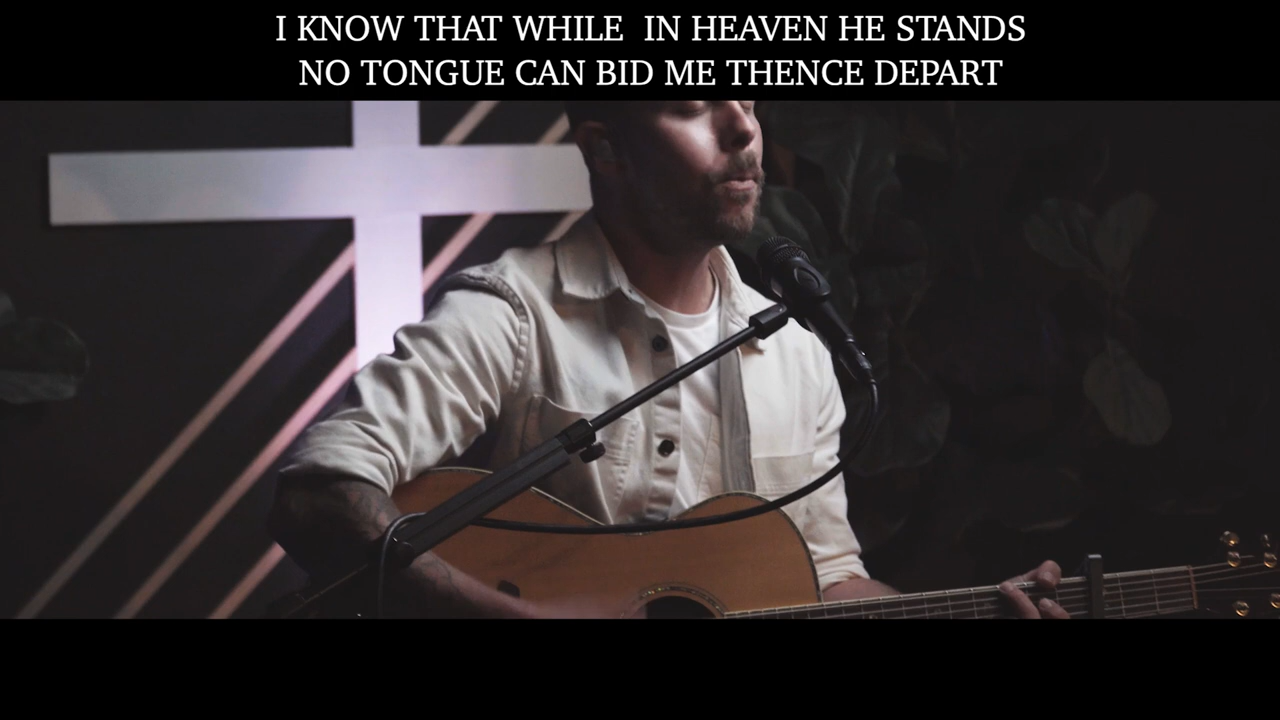 I KNOW THAT WHILE  IN HEAVEN HE STANDS
NO TONGUE CAN BID ME THENCE DEPART